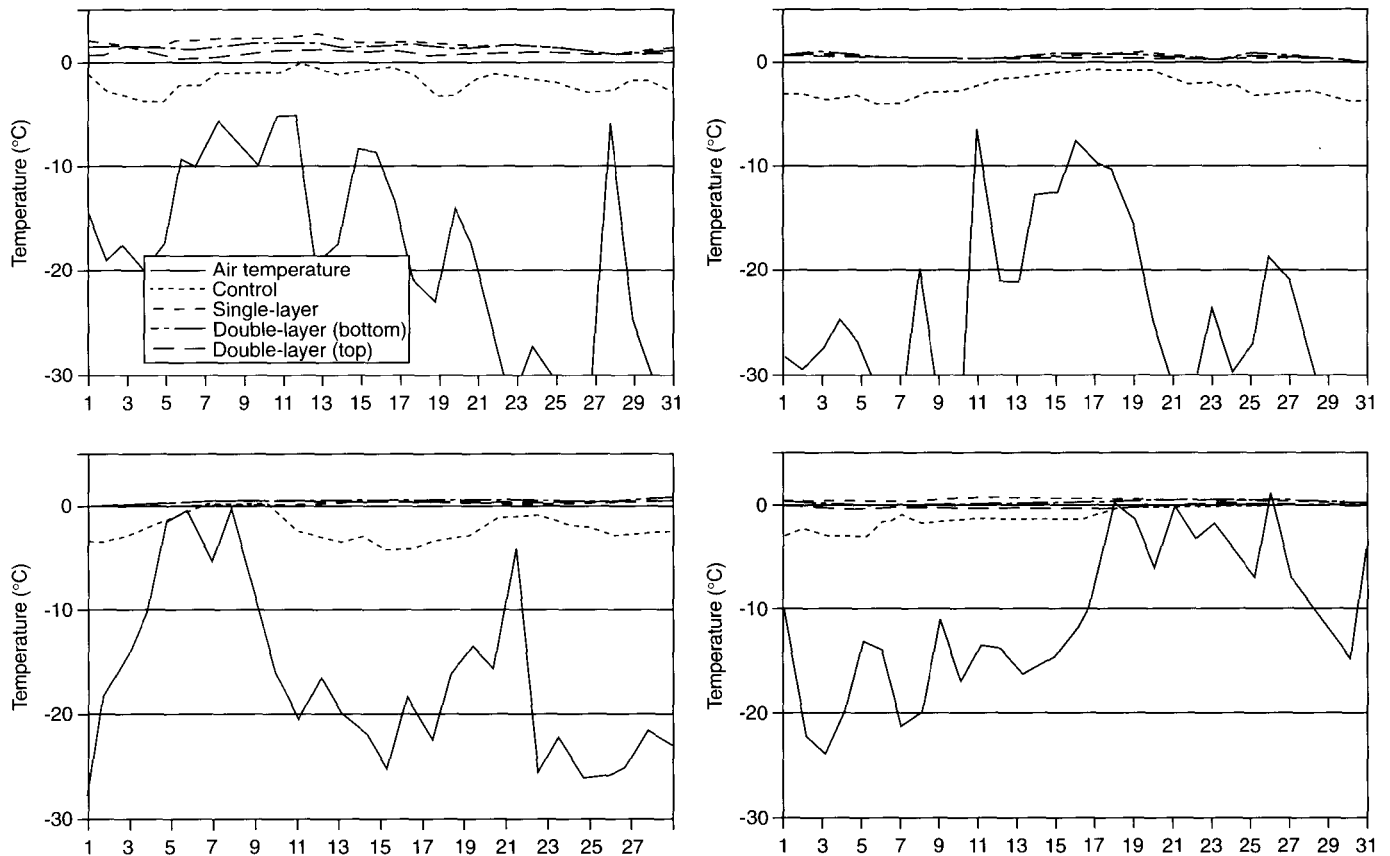 Temperature (°C)
0
-10
-20
-30
Air temperature
Control
Single-layer
Double-layer (bottom)
Double-layer (top)
1 3 5 7 9 11 13 15 17 19 21 23 25 27 29 31
Temperature (°C)
0
-10
-20
-30
1 3 5 7 9 11 13 15 17 19 21 23 25 27 29 31
Temperature (°C)
0
-10
-20
-30
1 3 5 7 9 11 13 15 17 19 21 23 25 27
Temperature (°C)
0
-10
-20
-30
1 3 5 7 9 11 13 15 17 19 21 23 25 27 29 31